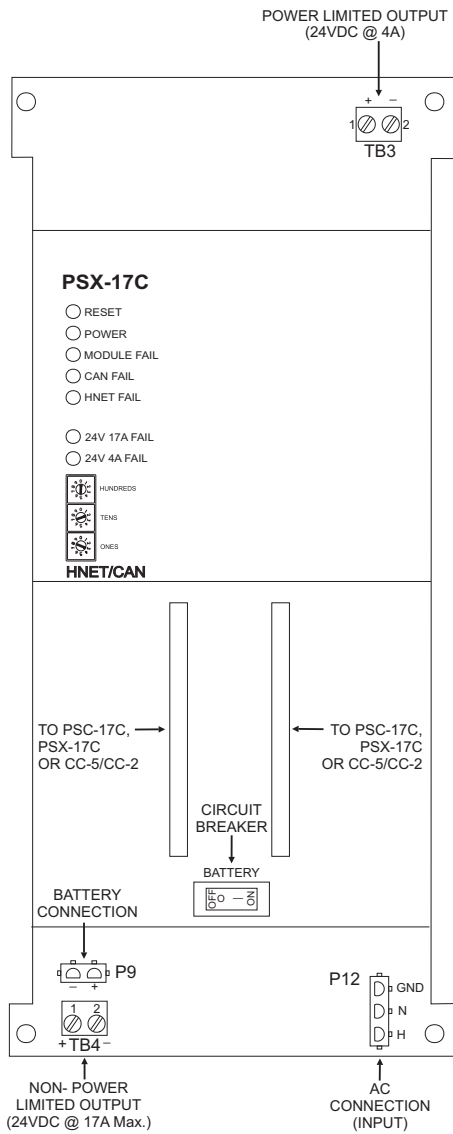 POWER LIMITED OUTPUT
(24VDC @ 4A)
+ −
1 2
TB3
PSX-17C
RESET
POWER
MODULE FAIL
CAN FAIL
HNET FAIL
24V 17A FAIL
24V 4A FAIL
HUNDREDS
TENS
ONES
HNET/CAN
TO PSC-17C,
PSX-17C
OR CC-5/CC-2
TO PSC-17C,
PSX-17C
OR CC-5/CC-2
CIRCUIT
BREAKER
BATTERY
OFF O — ON
BATTERY
CONNECTION
P9
− +
1 2
+ TB4 −
P12
GND
N
H
NON- POWER
LIMITED OUTPUT
(24VDC @ 17A Max.)
AC
CONNECTION
(INPUT)